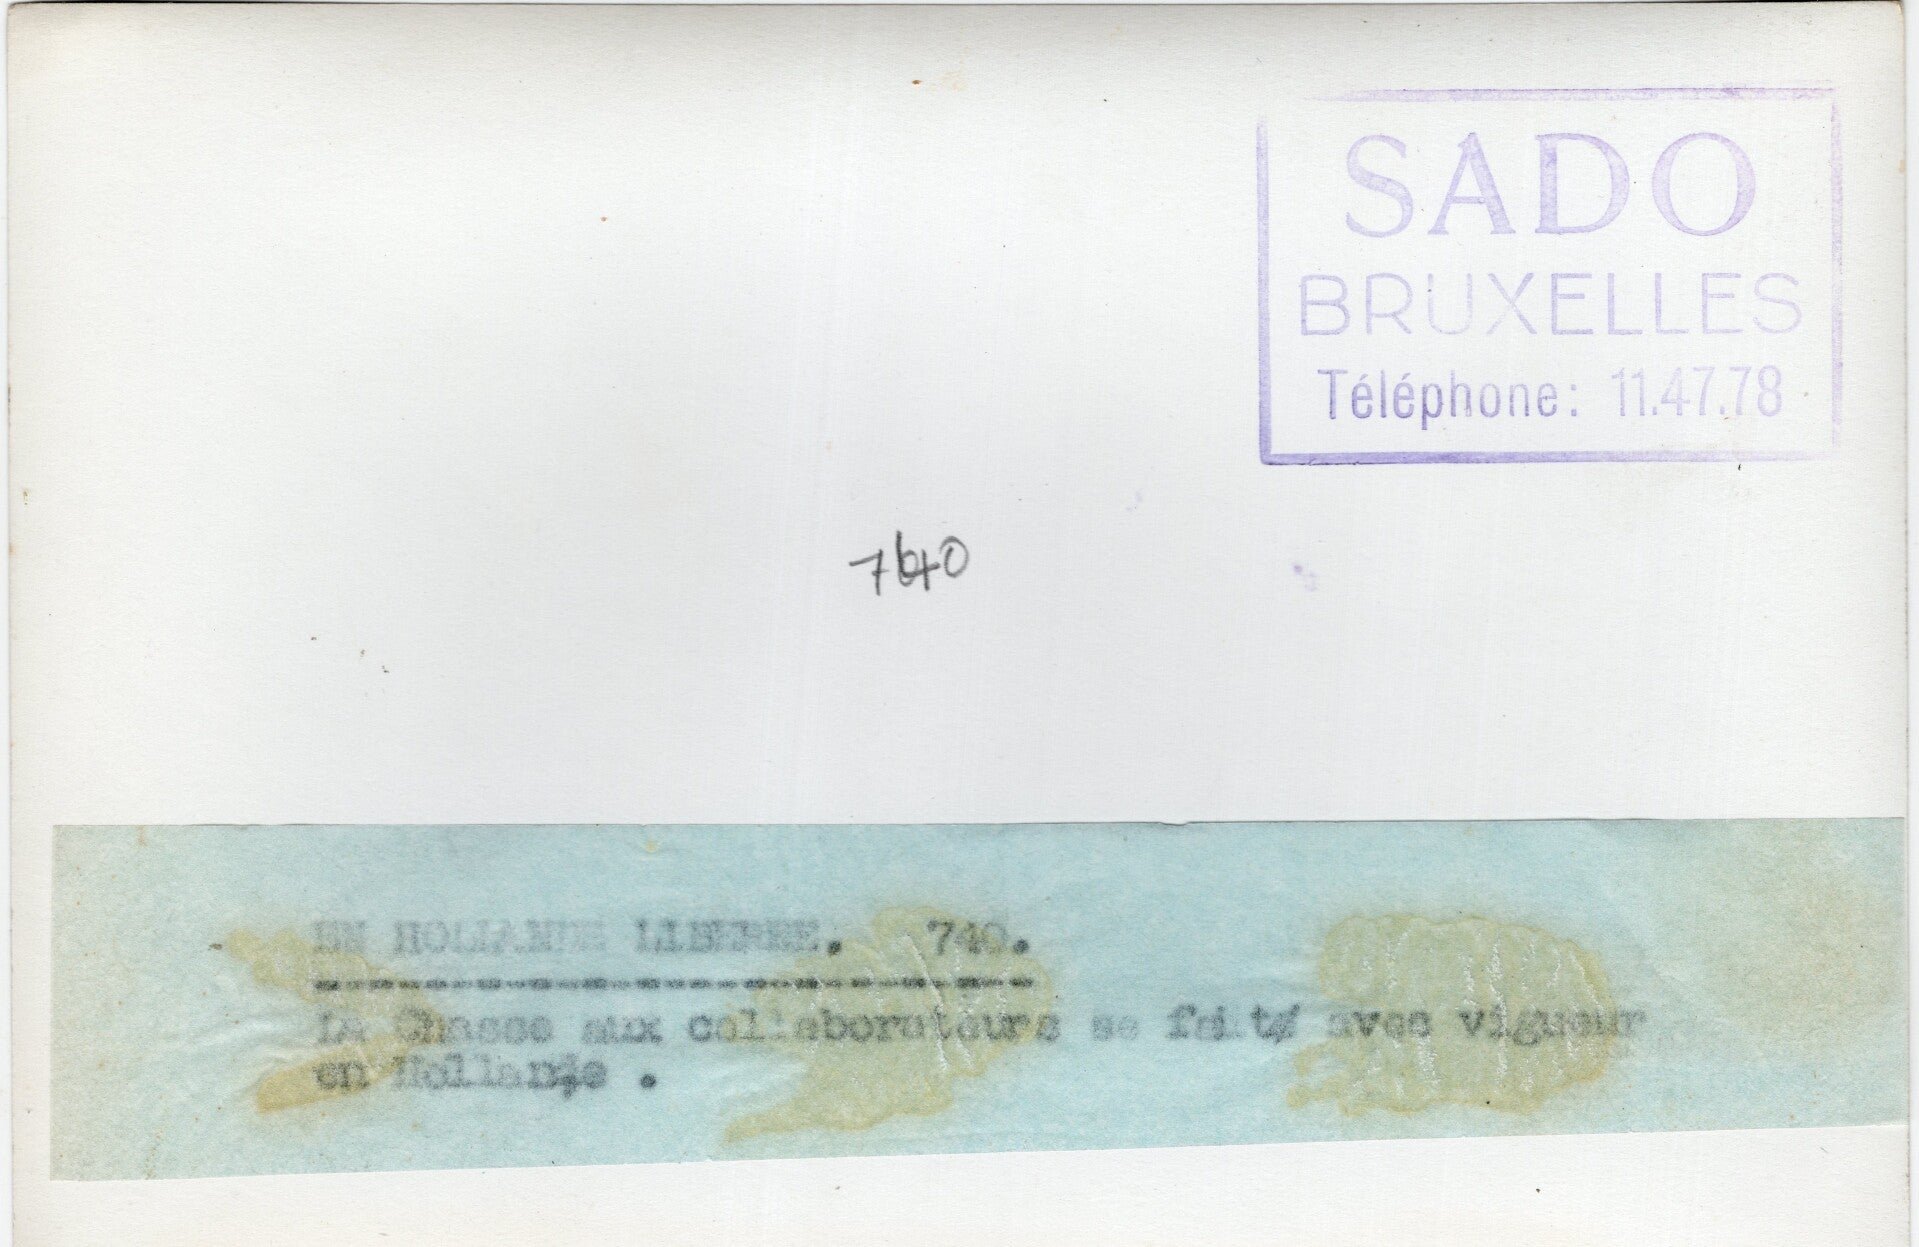 SADO
BRUXELLES
Téléphone: 11.47.78
740
EN HOLLANDE LIBEREE. 740.
LA Chasse aux collaborateurs se fait avec vigueur
en Hollande .